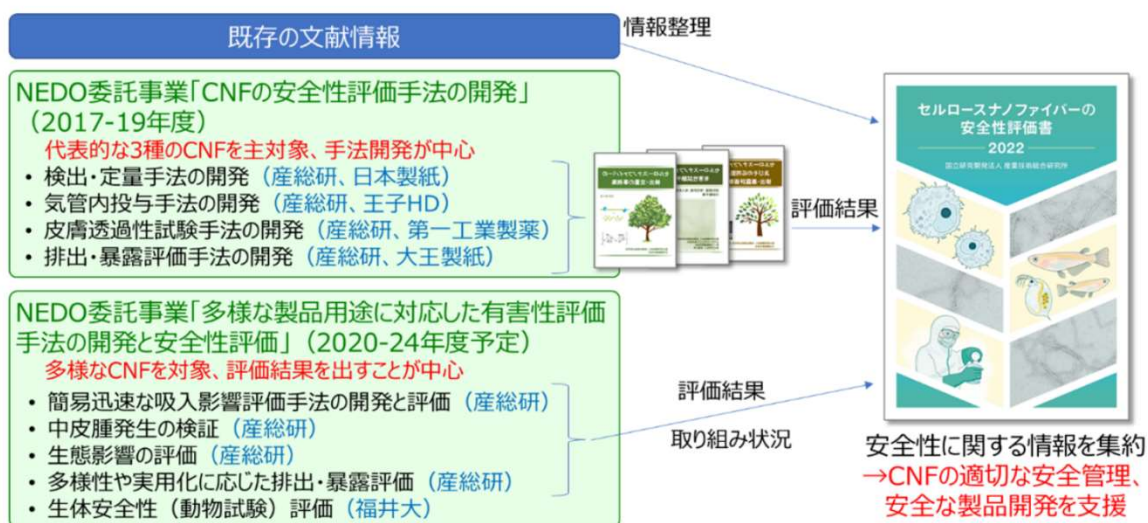 既存の文献情報
情報整理
NEDO委託事業「CNFの安全性評価手法の開発」
（2017-19年度）
代表的な3種のCNFを主対象、手法開発が中心
• 検出・定量手法の開発（産総研、日本製紙）
• 気管内投与手法の開発（産総研、王子HD）
• 皮膚透過性試験手法の開発（産総研、第一工業製薬）
• 排出・暴露評価手法の開発（産総研、大王製紙）
評価結果
NEDO委託事業「多様な製品用途に対応した有害性評価
手法の開発と安全性評価」（2020-24年度予定）
多様なCNFを対象、評価結果を出すことが中心
• 簡易迅速な吸入影響評価手法の開発と評価（産総研）
• 中皮腫発生の検証（産総研）
• 生態影響の評価（産総研）
• 多様性や実用化に応じた排出・暴露評価（産総研）
• 生体安全性（動物試験）評価（福井大）
評価結果
取り組み状況
セルロースナノファイバーの
安全性評価書
2022
国立研究開発法人 産業技術総合研究所
安全性に関する情報を集約
→CNFの適切な安全管理、
安全な製品開発を支援